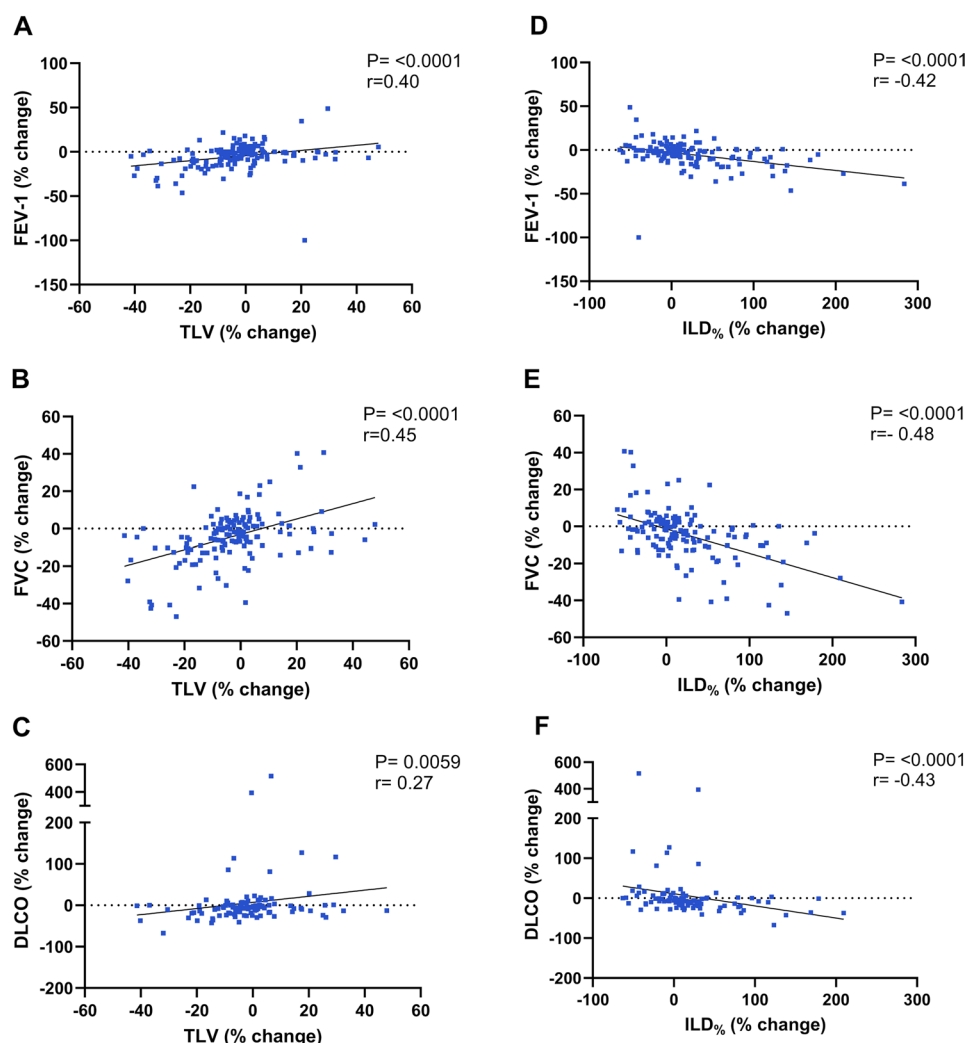 A
P= <0.0001
r=0.40
100
50
0
-50
-100
-150
FEV-1 (% change)
-60
-40
-20
0
20
40
60
TLV (% change)
D
P= <0.0001
r= -0.42
100
50
0
-50
-100
-150
FEV-1 (% change)
-100
0
100
200
300
ILD% (% change)
B
P= <0.0001
r=0.45
60
40
20
0
-20
-40
-60
FVC (% change)
-60
-40
-20
0
20
40
60
TLV (% change)
E
P= <0.0001
r=- 0.48
60
40
20
0
-20
-40
-60
FVC (% change)
-100
0
100
200
300
ILD% (% change)
C
P= 0.0059
r= 0.27
600
400
200
100
0
-100
-200
DLCO (% change)
-60
-40
-20
0
20
40
60
TLV (% change)
F
P= <0.0001
r= -0.43
600
400
200
100
0
-100
-200
DLCO (% change)
-100
0
100
200
300
ILD% (% change)